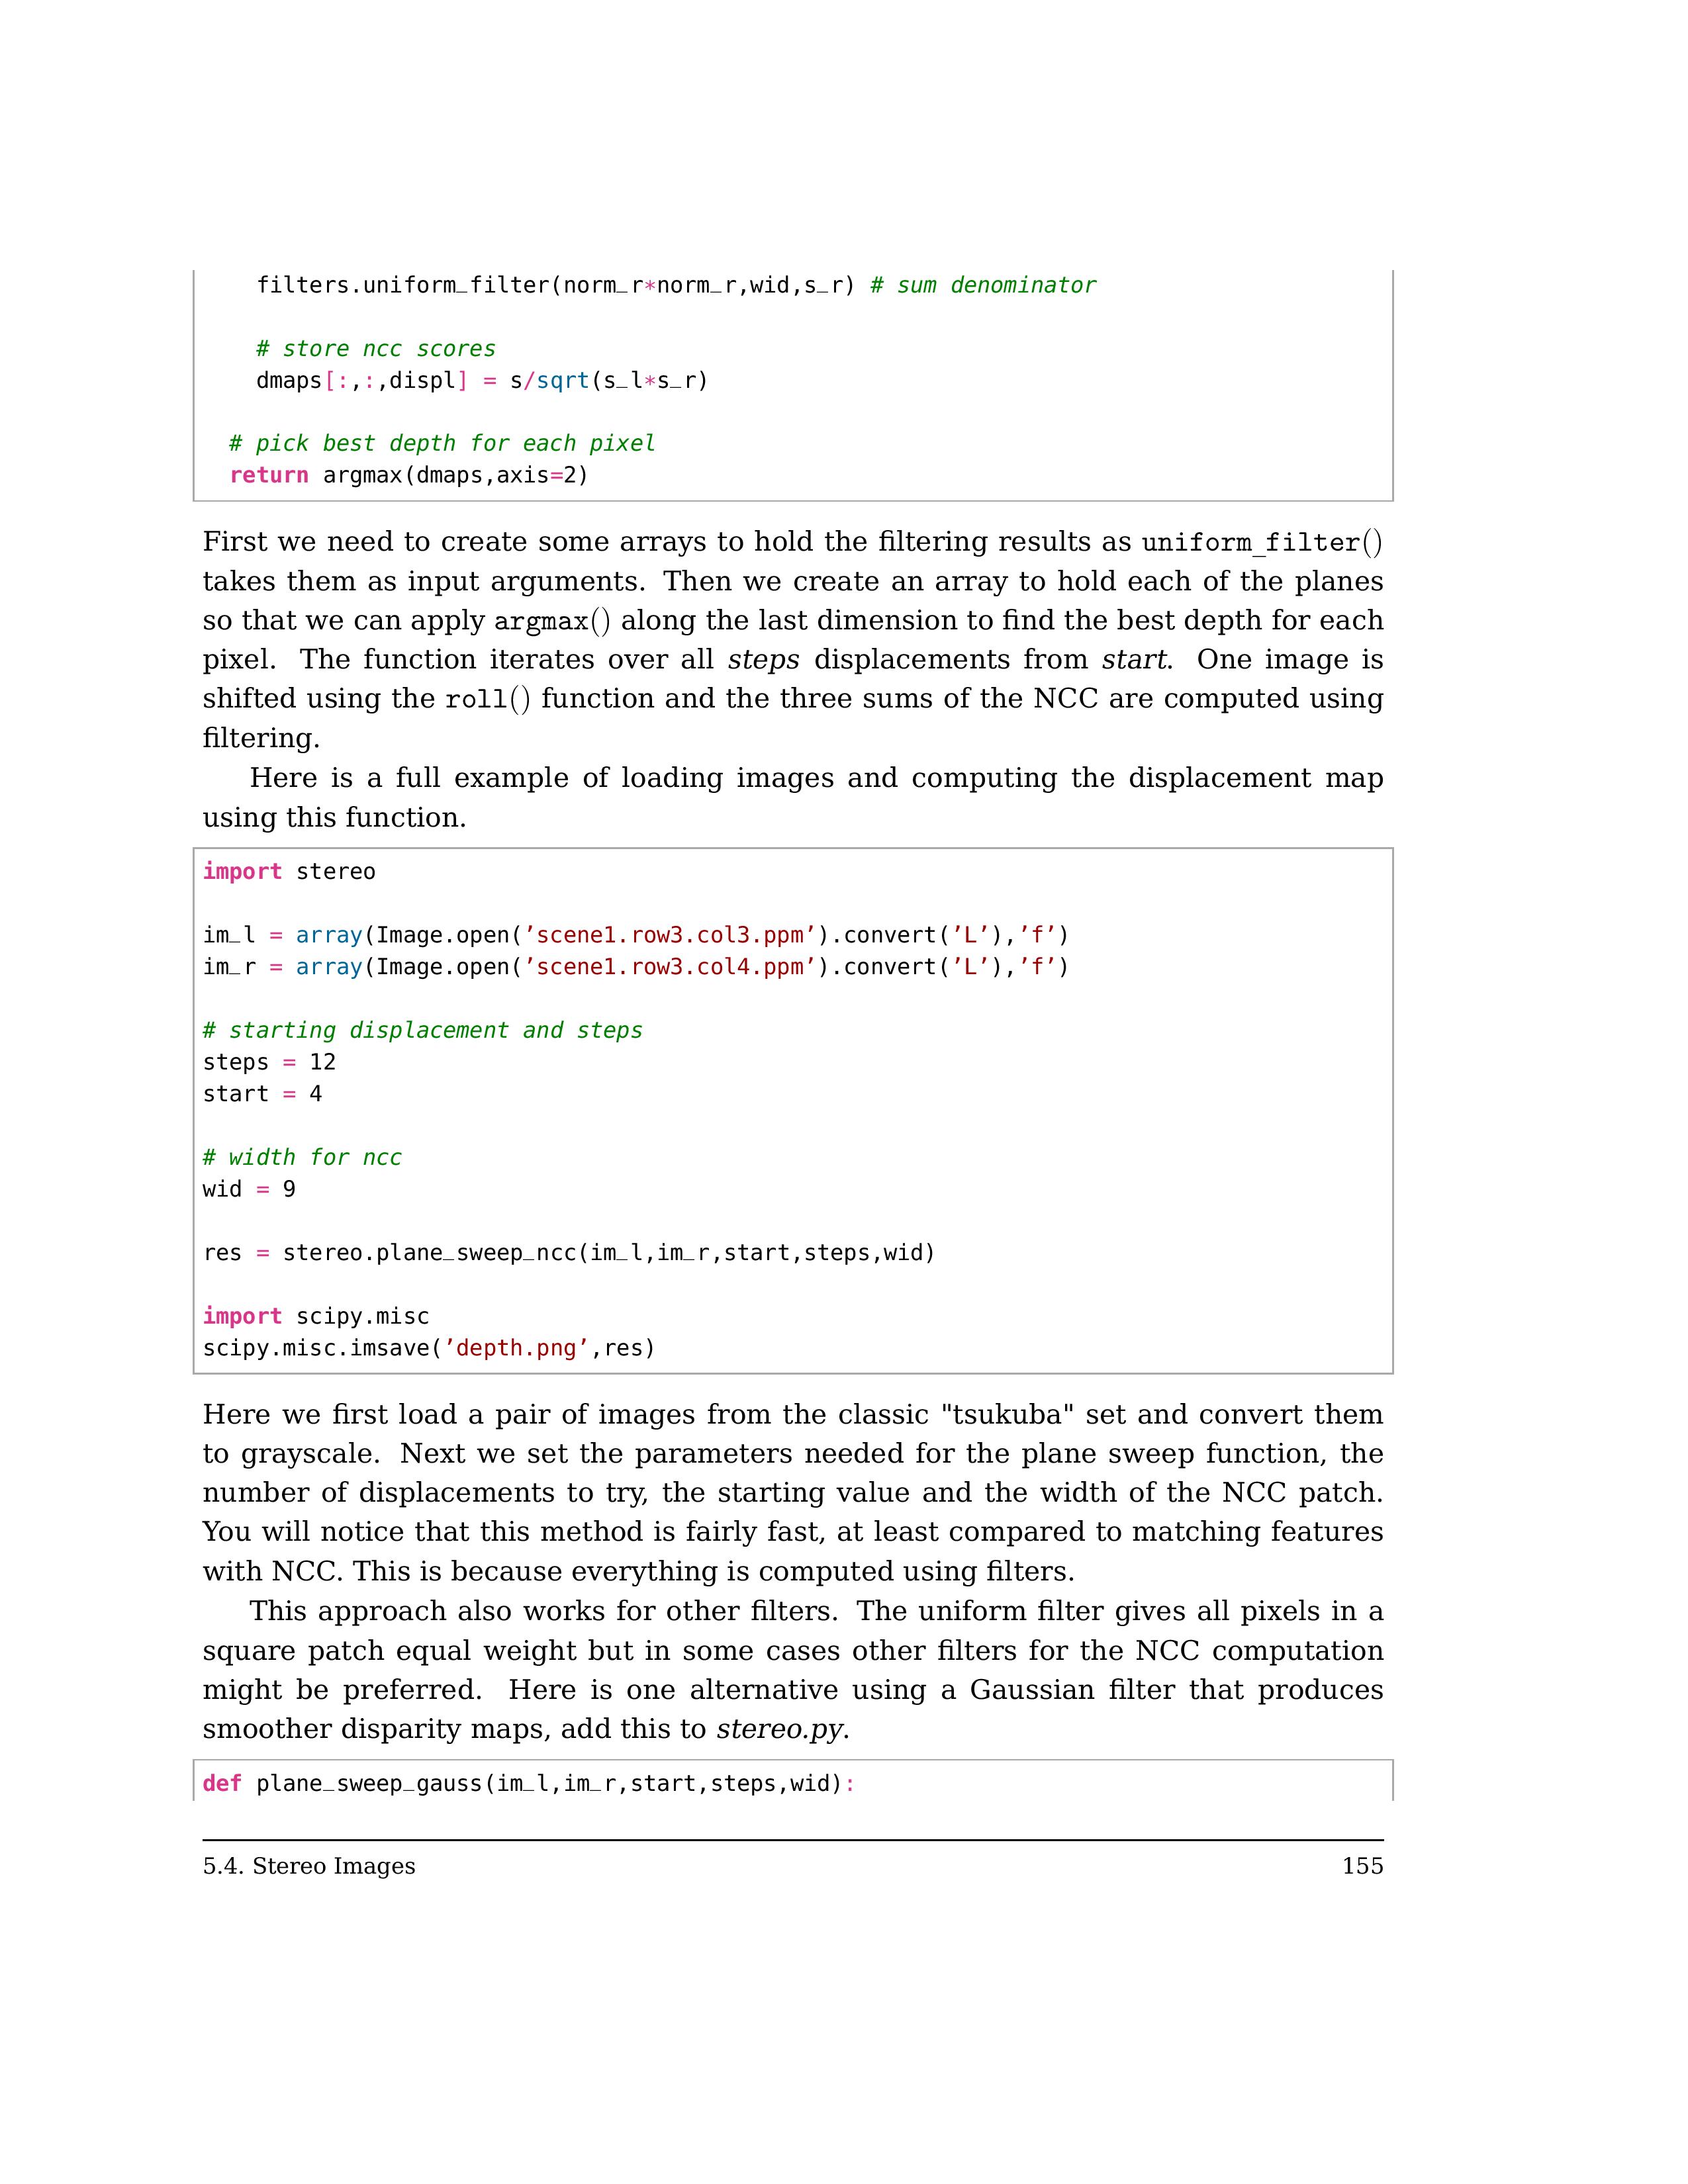 filters.uniform_filter(norm_r*norm_r,wid,s_r) # sum denominator
# store ncc scores
dmaps[:,:,displ] = s/sqrt(s_l*s_r)
# pick best depth for each pixel
return argmax(dmaps,axis=2)
First we need to create some arrays to hold the filtering results as uniform_filter()
takes them as input arguments. Then we create an array to hold each of the planes
so that we can apply argmax() along the last dimension to find the best depth for each
pixel. The function iterates over all steps displacements from start. One image is
shifted using the roll() function and the three sums of the NCC are computed using
filtering.
Here is a full example of loading images and computing the displacement map
using this function.
import stereo
im_l = array(Image.open(’scene1.row3.col3.ppm’).convert(’L’),’f’)
im_r = array(Image.open(’scene1.row3.col4.ppm’).convert(’L’),’f’)
# starting displacement and steps
steps = 12
start = 4
# width for ncc
wid = 9
res = stereo.plane_sweep_ncc(im_l,im_r,start,steps,wid)
import scipy.misc
scipy.misc.imsave(’depth.png’,res)
Here we first load a pair of images from the classic "tsukuba" set and convert them
to grayscale. Next we set the parameters needed for the plane sweep function, the
number of displacements to try, the starting value and the width of the NCC patch.
You will notice that this method is fairly fast, at least compared to matching features
with NCC. This is because everything is computed using filters.
This approach also works for other filters. The uniform filter gives all pixels in a
square patch equal weight but in some cases other filters for the NCC computation
might be preferred. Here is one alternative using a Gaussian filter that produces
smoother disparity maps, add this to stereo.py.
def plane_sweep_gauss(im_l,im_r,start,steps,wid):
5.4. Stereo Images 155